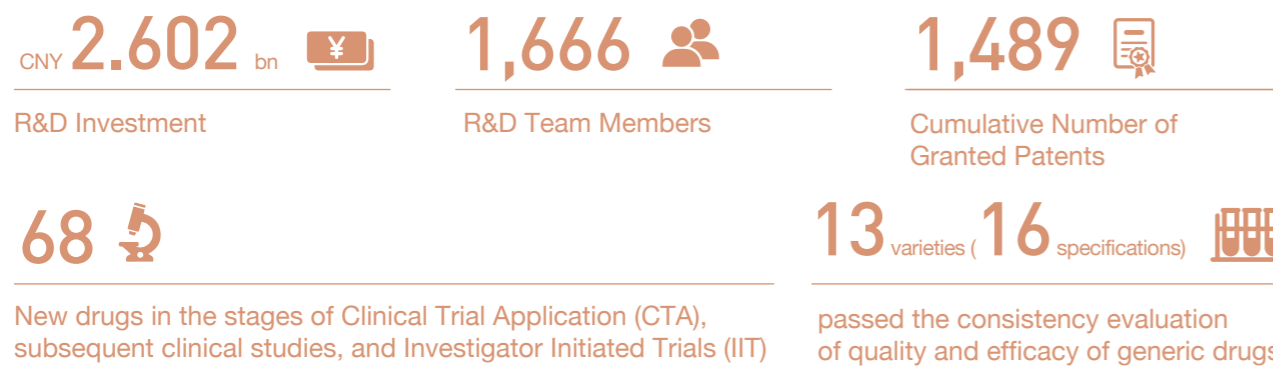 CNY 2.602 bn ¥
R&D Investment
1,666
R&D Team Members
1,489
Cumulative Number of
Granted Patents
68
New drugs in the stages of Clinical Trial Application (CTA),
subsequent clinical studies, and Investigator Initiated Trials (IIT)
13 varieties ( 16 specifications)
passed the consistency evaluation
of quality and efficacy of generic drugs